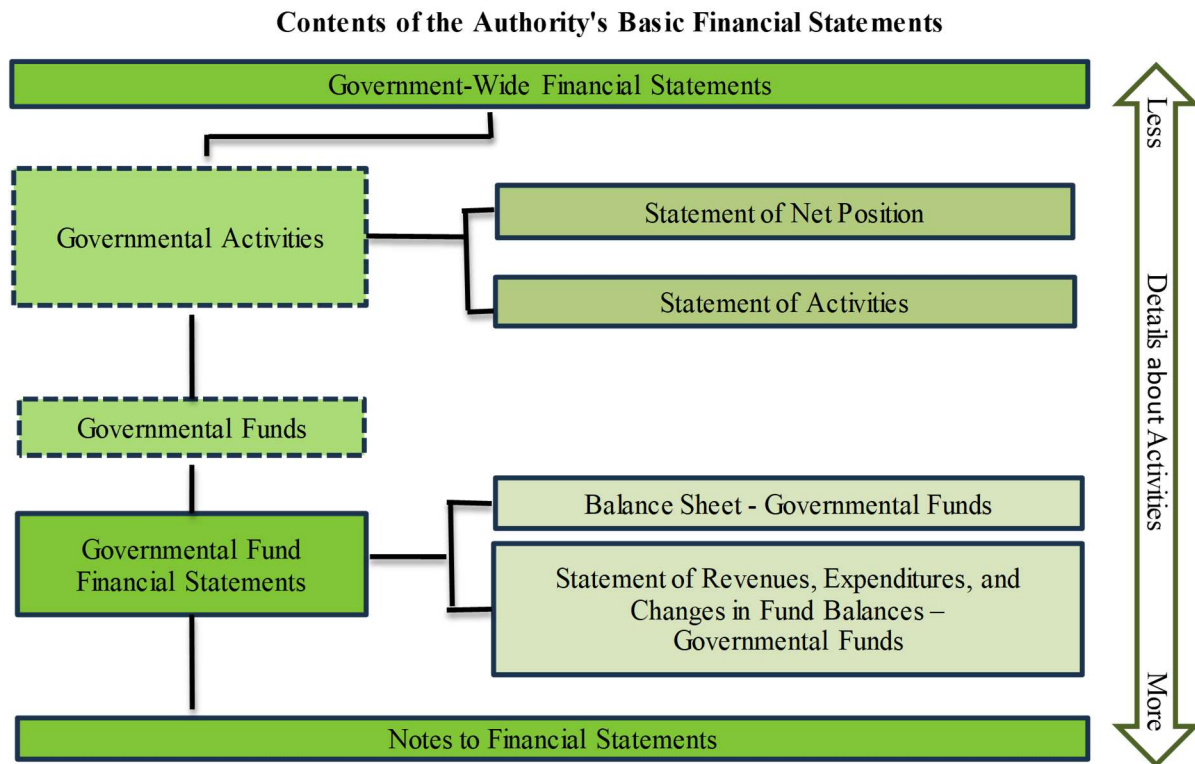 Contents of the Authority's Basic Financial Statements
Government-Wide Financial Statements
Less
Governmental Activities
Statement of Net Position
Statement of Activities
Details about Activities
Governmental Funds
Governmental Fund
Financial Statements
Balance Sheet - Governmental Funds
Statement of Revenues, Expenditures, and
Changes in Fund Balances –
Governmental Funds
More
Notes to Financial Statements